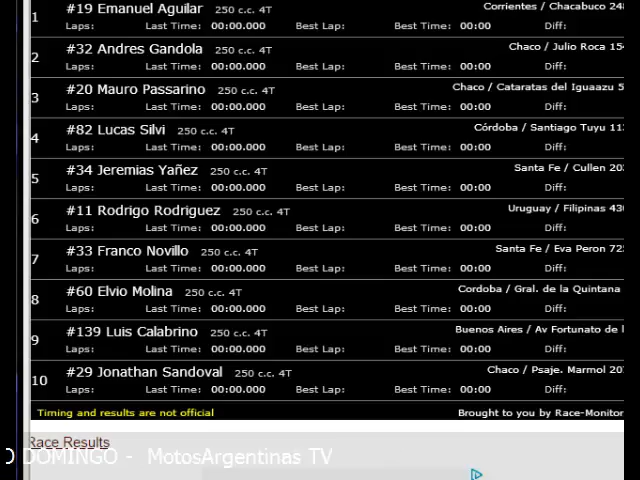 1 #19 Emanuel Aguilar 250 c.c. 4T Corrientes / Chacabuco 248
Laps: Last Time: 00:00.000 Best Lap: Best Time: 00:00 Diff:
2 #32 Andres Gandola 250 c.c. 4T Chaco / Julio Roca 154
Laps: Last Time: 00:00.000 Best Lap: Best Time: 00:00 Diff:
3 #20 Mauro Passarino 250 c.c. 4T Chaco / Cataratas del Iguaazu 5
Laps: Last Time: 00:00.000 Best Lap: Best Time: 00:00 Diff:
4 #82 Lucas Silvi 250 c.c. 4T Córdoba / Santiago Tuyu 11
Laps: Last Time: 00:00.000 Best Lap: Best Time: 00:00 Diff:
5 #34 Jeremias Yañez 250 c.c. 4T Santa Fe / Cullen 20
Laps: Last Time: 00:00.000 Best Lap: Best Time: 00:00 Diff:
6 #11 Rodrigo Rodriguez 250 c.c. 4T Uruguay / Filipinas 43
Laps: Last Time: 00:00.000 Best Lap: Best Time: 00:00 Diff:
7 #33 Franco Novillo 250 c.c. 4T Santa Fe / Eva Peron 72
Laps: Last Time: 00:00.000 Best Lap: Best Time: 00:00 Diff:
8 #60 Elvio Molina 250 c.c. 4T Cordoba / Gral. de la Quintana
Laps: Last Time: 00:00.000 Best Lap: Best Time: 00:00 Diff:
9 #139 Luis Calabrino 250 c.c. 4T Buenos Aires / Av Fortunato de l
Laps: Last Time: 00:00.000 Best Lap: Best Time: 00:00 Diff:
10 #29 Jonathan Sandoval 250 c.c. 4T Chaco / Psaje. Marmol 20
Laps: Last Time: 00:00.000 Best Lap: Best Time: 00:00 Diff:
Timing and results are not official Brought to you by Race-Monitor
Race Results
O DOMINGO - MotosArgentinas TV